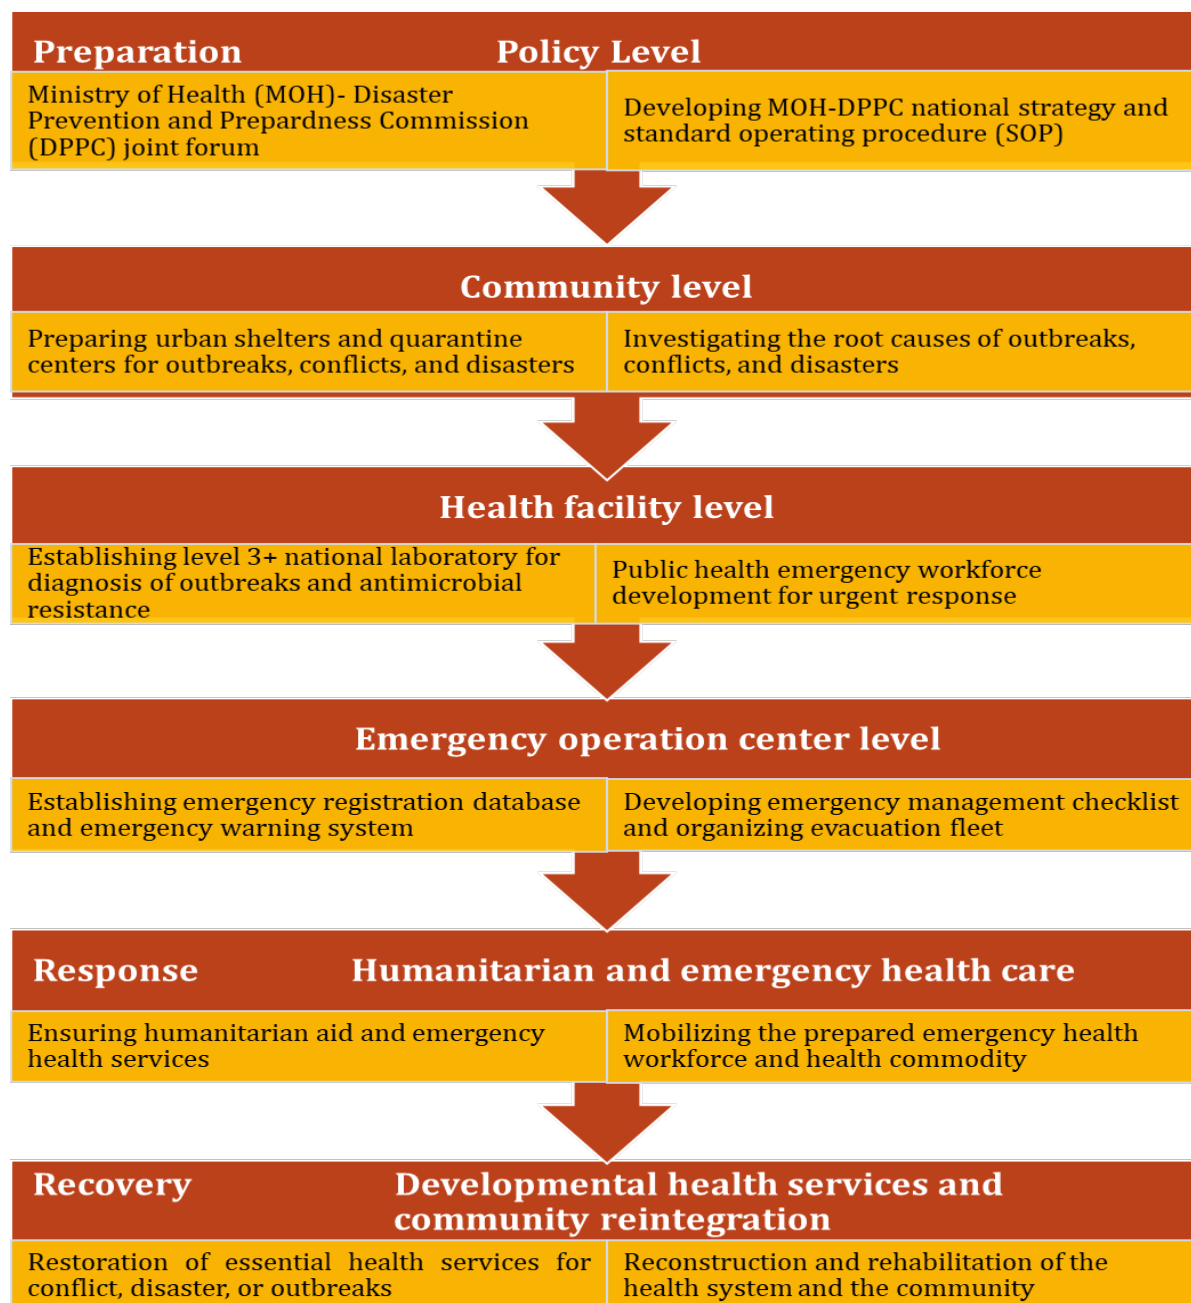 Preparation Policy Level
Ministry of Health (MOH)- Disaster
Prevention and Prepardness Commission
(DPPC) joint forum
Developing MOH-DPPC national strategy and
standard operating procedure (SOP)
Community level
Preparing urban shelters and quarantine
centers for outbreaks, conflicts, and disasters
Investigating the root causes of outbreaks,
conflicts, and disasters
Health facility level
Establishing level 3+ national laboratory for
diagnosis of outbreaks and antimicrobial
resistance
Public health emergency workforce
development for urgent response
Emergency operation center level
Establishing emergency registration database
and emergency warning system
Developing emergency management checklist
and organizing evacuation fleet
Response Humanitarian and emergency health care
Ensuring humanitarian aid and emergency
health services
Mobilizing the prepared emergency health
workforce and health commodity
Recovery Developmental health services and
community reintegration
Restoration of essential health services for
conflict, disaster, or outbreaks
Reconstruction and rehabilitation of the
health system and the community